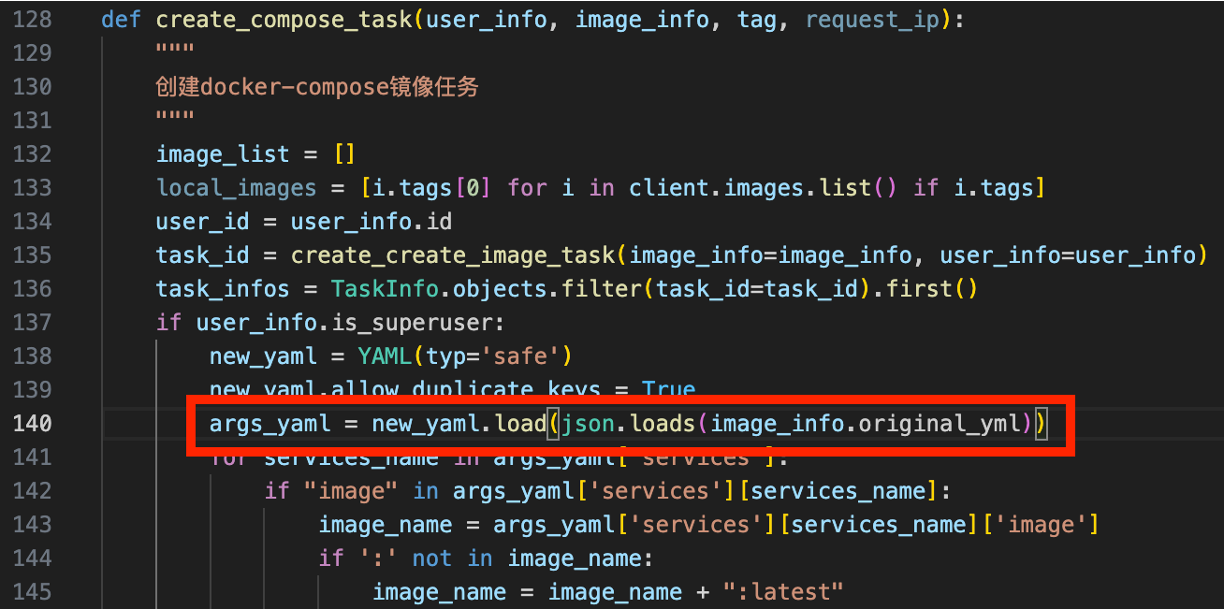 128 def create_compose_task(user_info, image_info, tag, request_ip):
129 """
130 创建docker-compose镜像任务
131 """
132 image_list = []
133 local_images = [i.tags[0] for i in client.images.list() if i.tags]
134 user_id = user_info.id
135 task_id = create_create_image_task(image_info=image_info, user_info=user_info)
136 task_infos = TaskInfo.objects.filter(task_id=task_id).first()
137 if user_info.is_superuser:
138 new_yaml = YAML(typ='safe')
139 new_yaml.allow_duplicate_keys = True
140 args_yaml = new_yaml.load(json.loads(image_info.original_yml))
141 for services_name in args_yaml['services']:
142 if "image" in args_yaml['services'][services_name]:
143 image_name = args_yaml['services'][services_name]['image']
144 if ':' not in image_name:
145 image_name = image_name + ":latest"